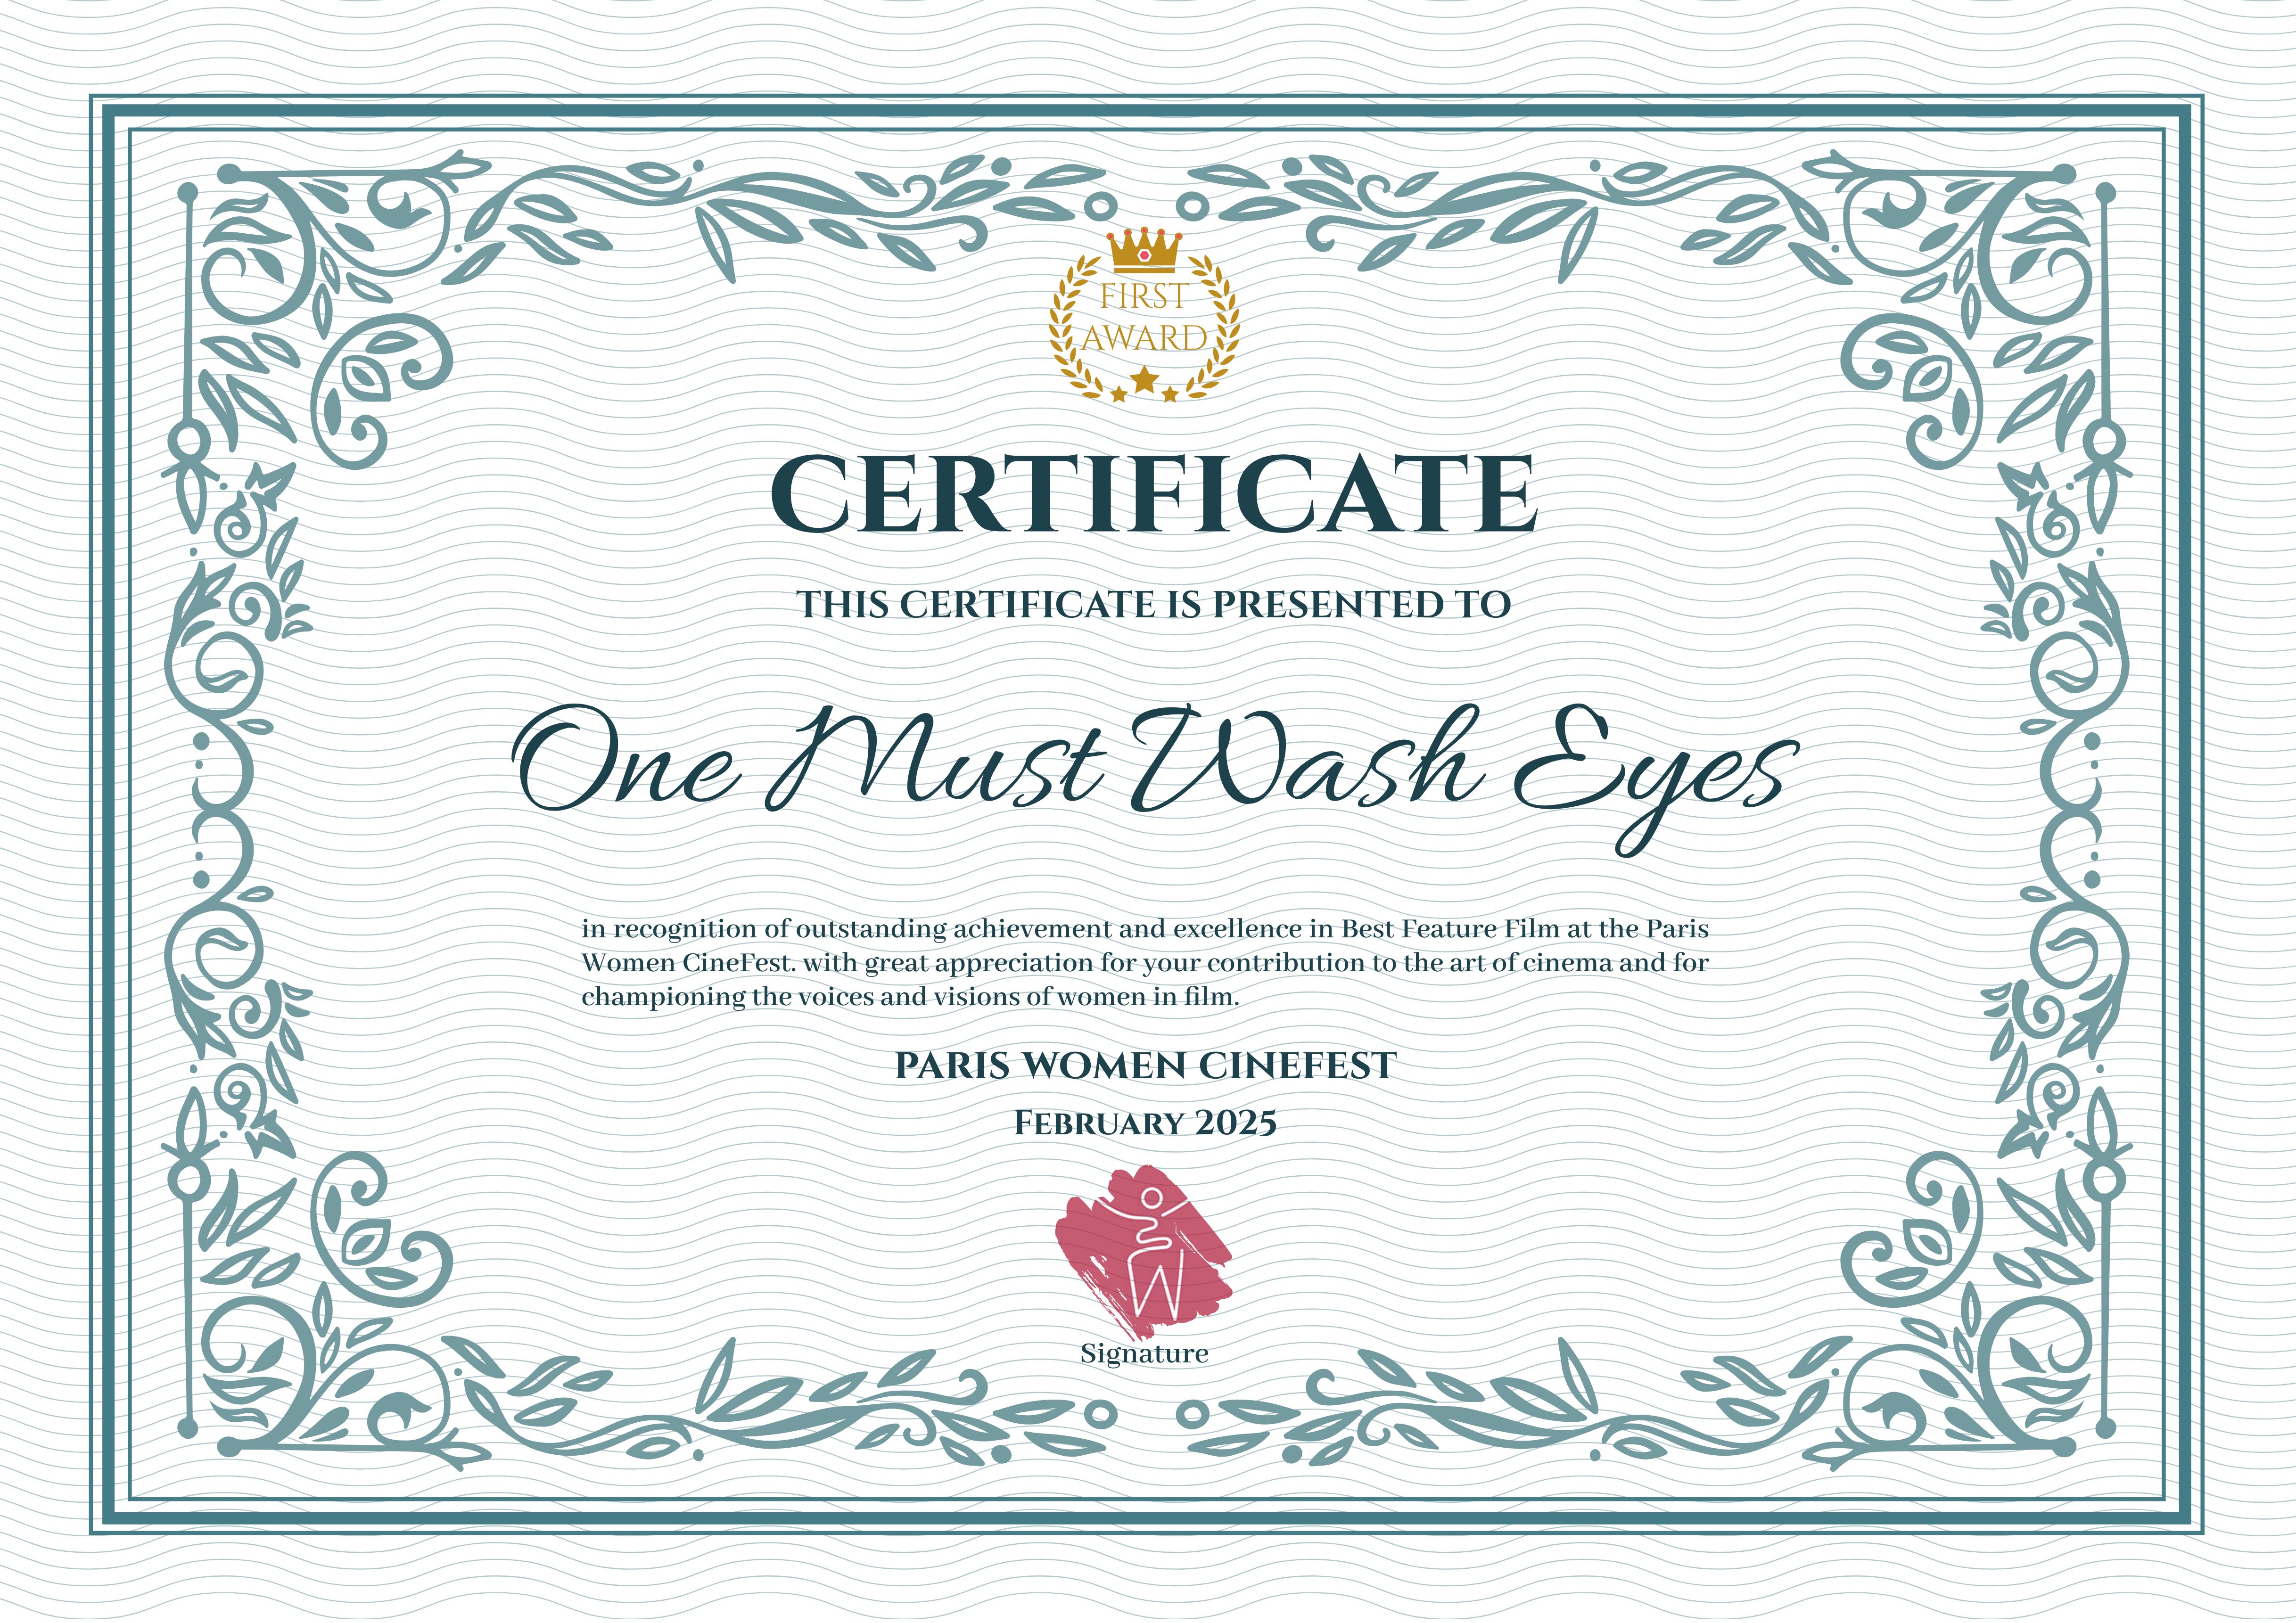 FIRST
AWARD
CERTIFICATE
THIS CERTIFICATE IS PRESENTED TO
One Must Wash Eyes
in recognition of outstanding achievement and excellence in Best Feature Film at the Paris
Women CineFest. with great appreciation for your contribution to the art of cinema and for
championing the voices and visions of women in film.
PARIS WOMEN CINEFEST
FEBRUARY 2025
Signature